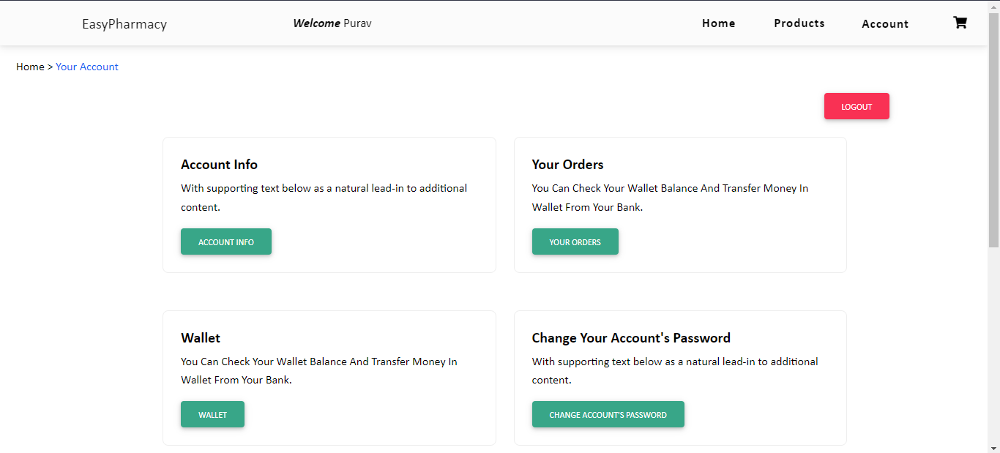 EasyPharmacy
Welcome Purav
Home
Products
Account
Home > Your Account
LOGOUT
Account Info
With supporting text below as a natural lead-in to additional
content.
ACCOUNT INFO
Your Orders
You Can Check Your Wallet Balance And Transfer Money In
Wallet From Your Bank.
YOUR ORDERS
Wallet
You Can Check Your Wallet Balance And Transfer Money In
Wallet From Your Bank.
WALLET
Change Your Account's Password
With supporting text below as a natural lead-in to additional
content.
CHANGE ACCOUNT'S PASSWORD